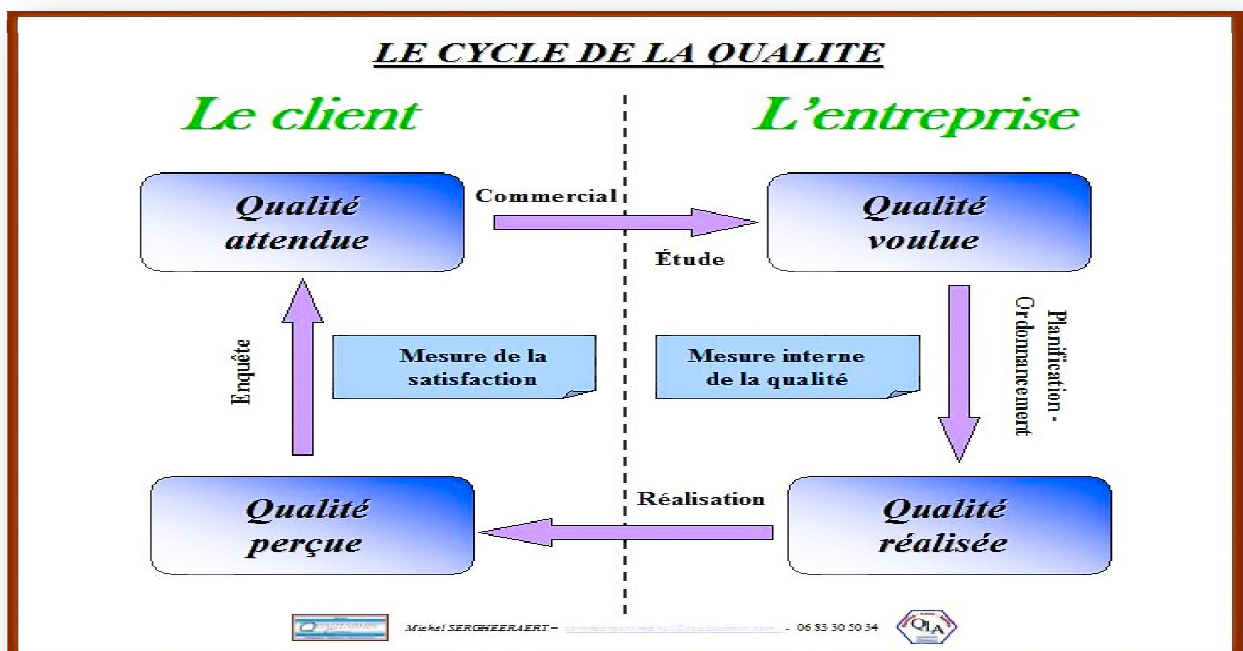 LE CYCLE DE LA QUALITE
Le client
L'entreprise
Qualité
attendue
Commercial
Étude
Qualité
voulue
Enquête
Mesure de la
satisfaction
Mesure interne
de la qualité
Planification -
Ordonnancement
Qualité
perçue
Réalisation
Qualité
réalisée
Michel SERGHEERAERT –
- 06 83 30 50 34
QLA